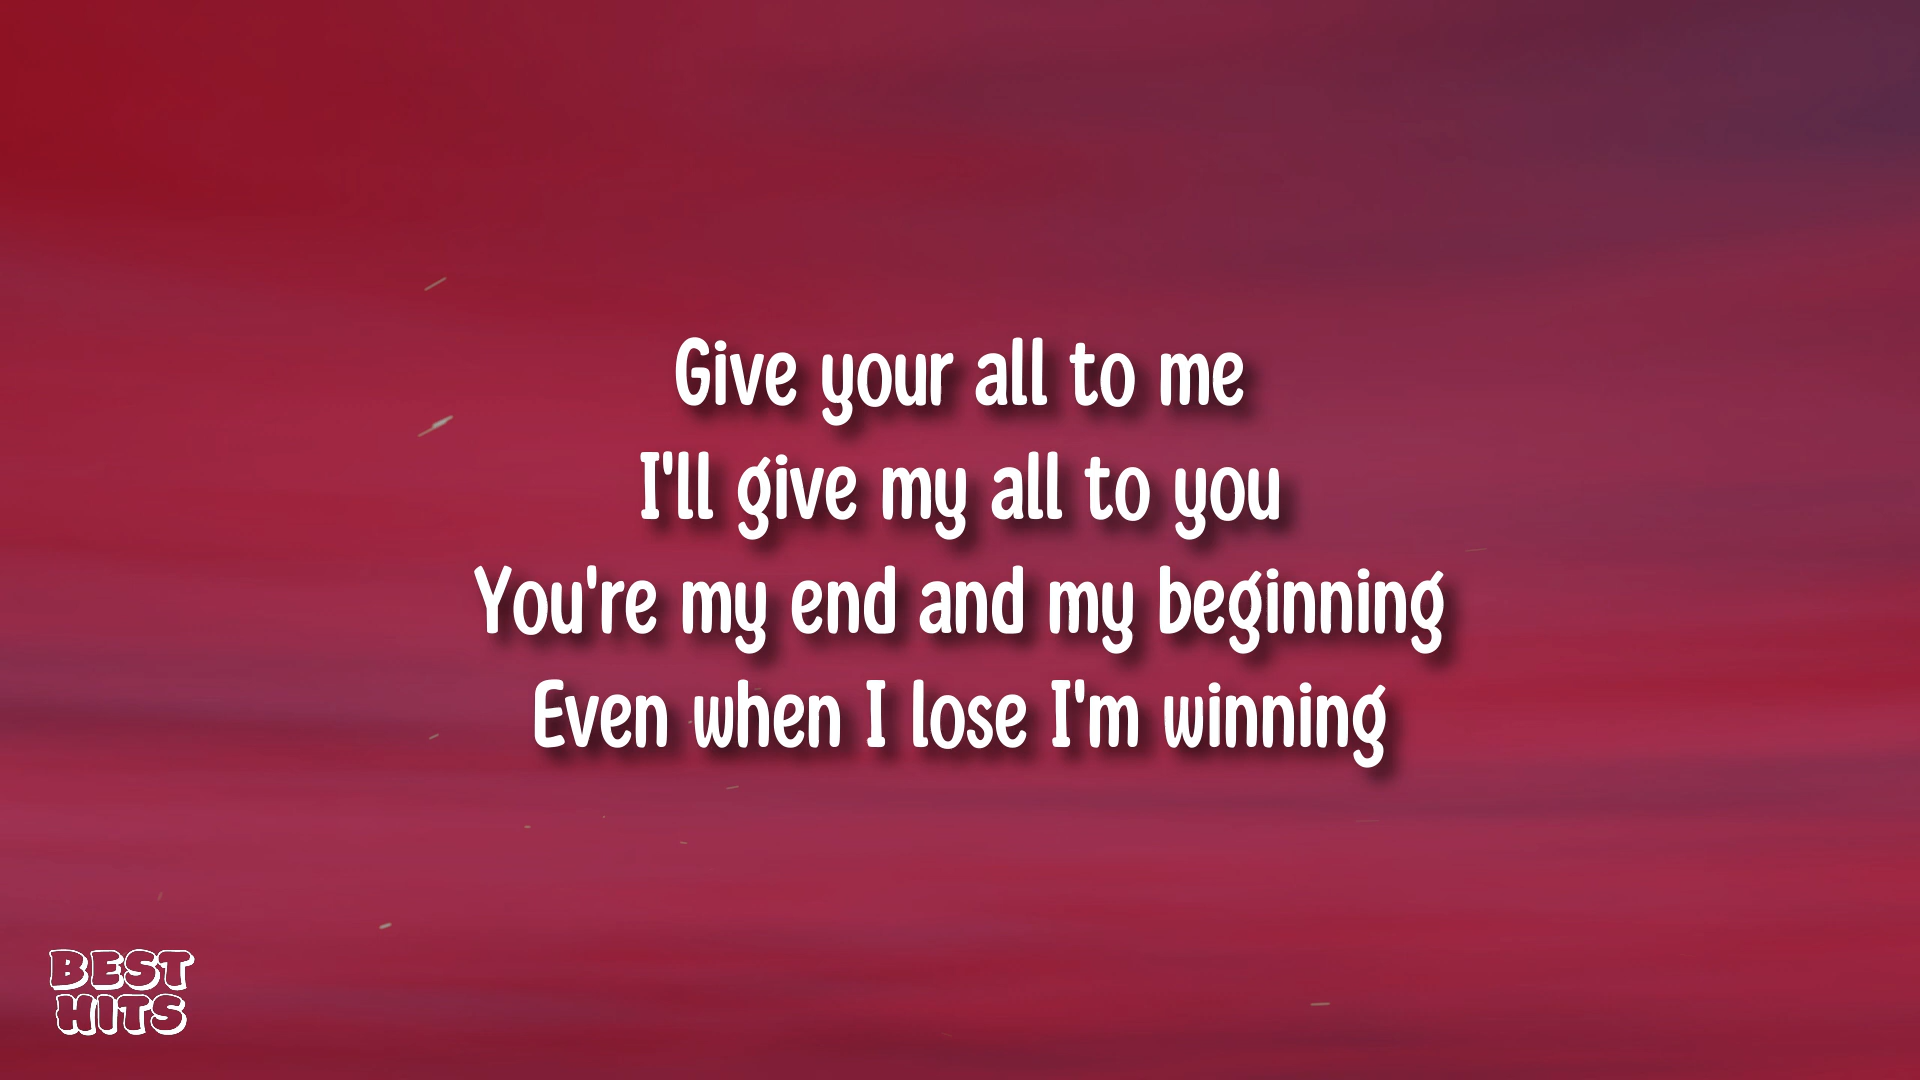 Give your all to me
I'll give my all to you
You're my end and my beginning
Even when I lose I'm winning
BEST
HITS